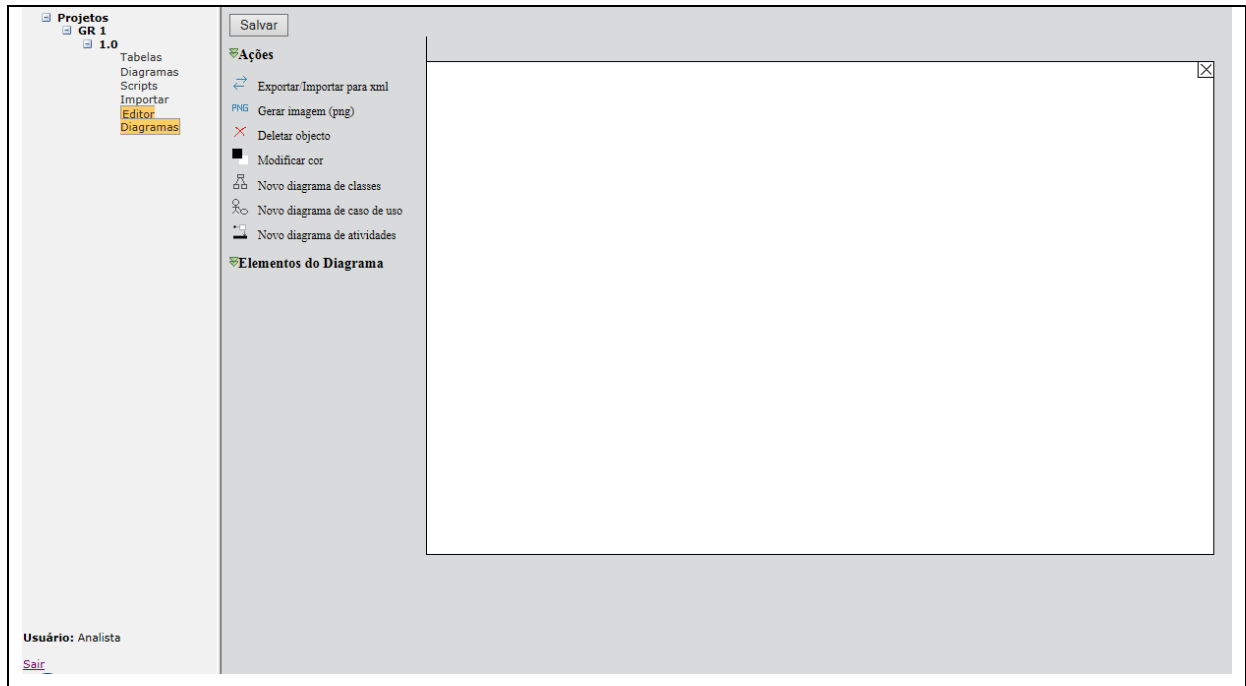 Projetos
GR 1
1.0
Tabelas
Diagramas
Scripts
Importar
Editor
Diagramas
Usuário: Analista
Sair
Salvar
Ações
Exportar/Importar para xml
PNG Gerar imagem (png)
Deletar objecto
Modificar cor
Novo diagrama de classes
Novo diagrama de caso de uso
Novo diagrama de atividades
Elementos do Diagrama